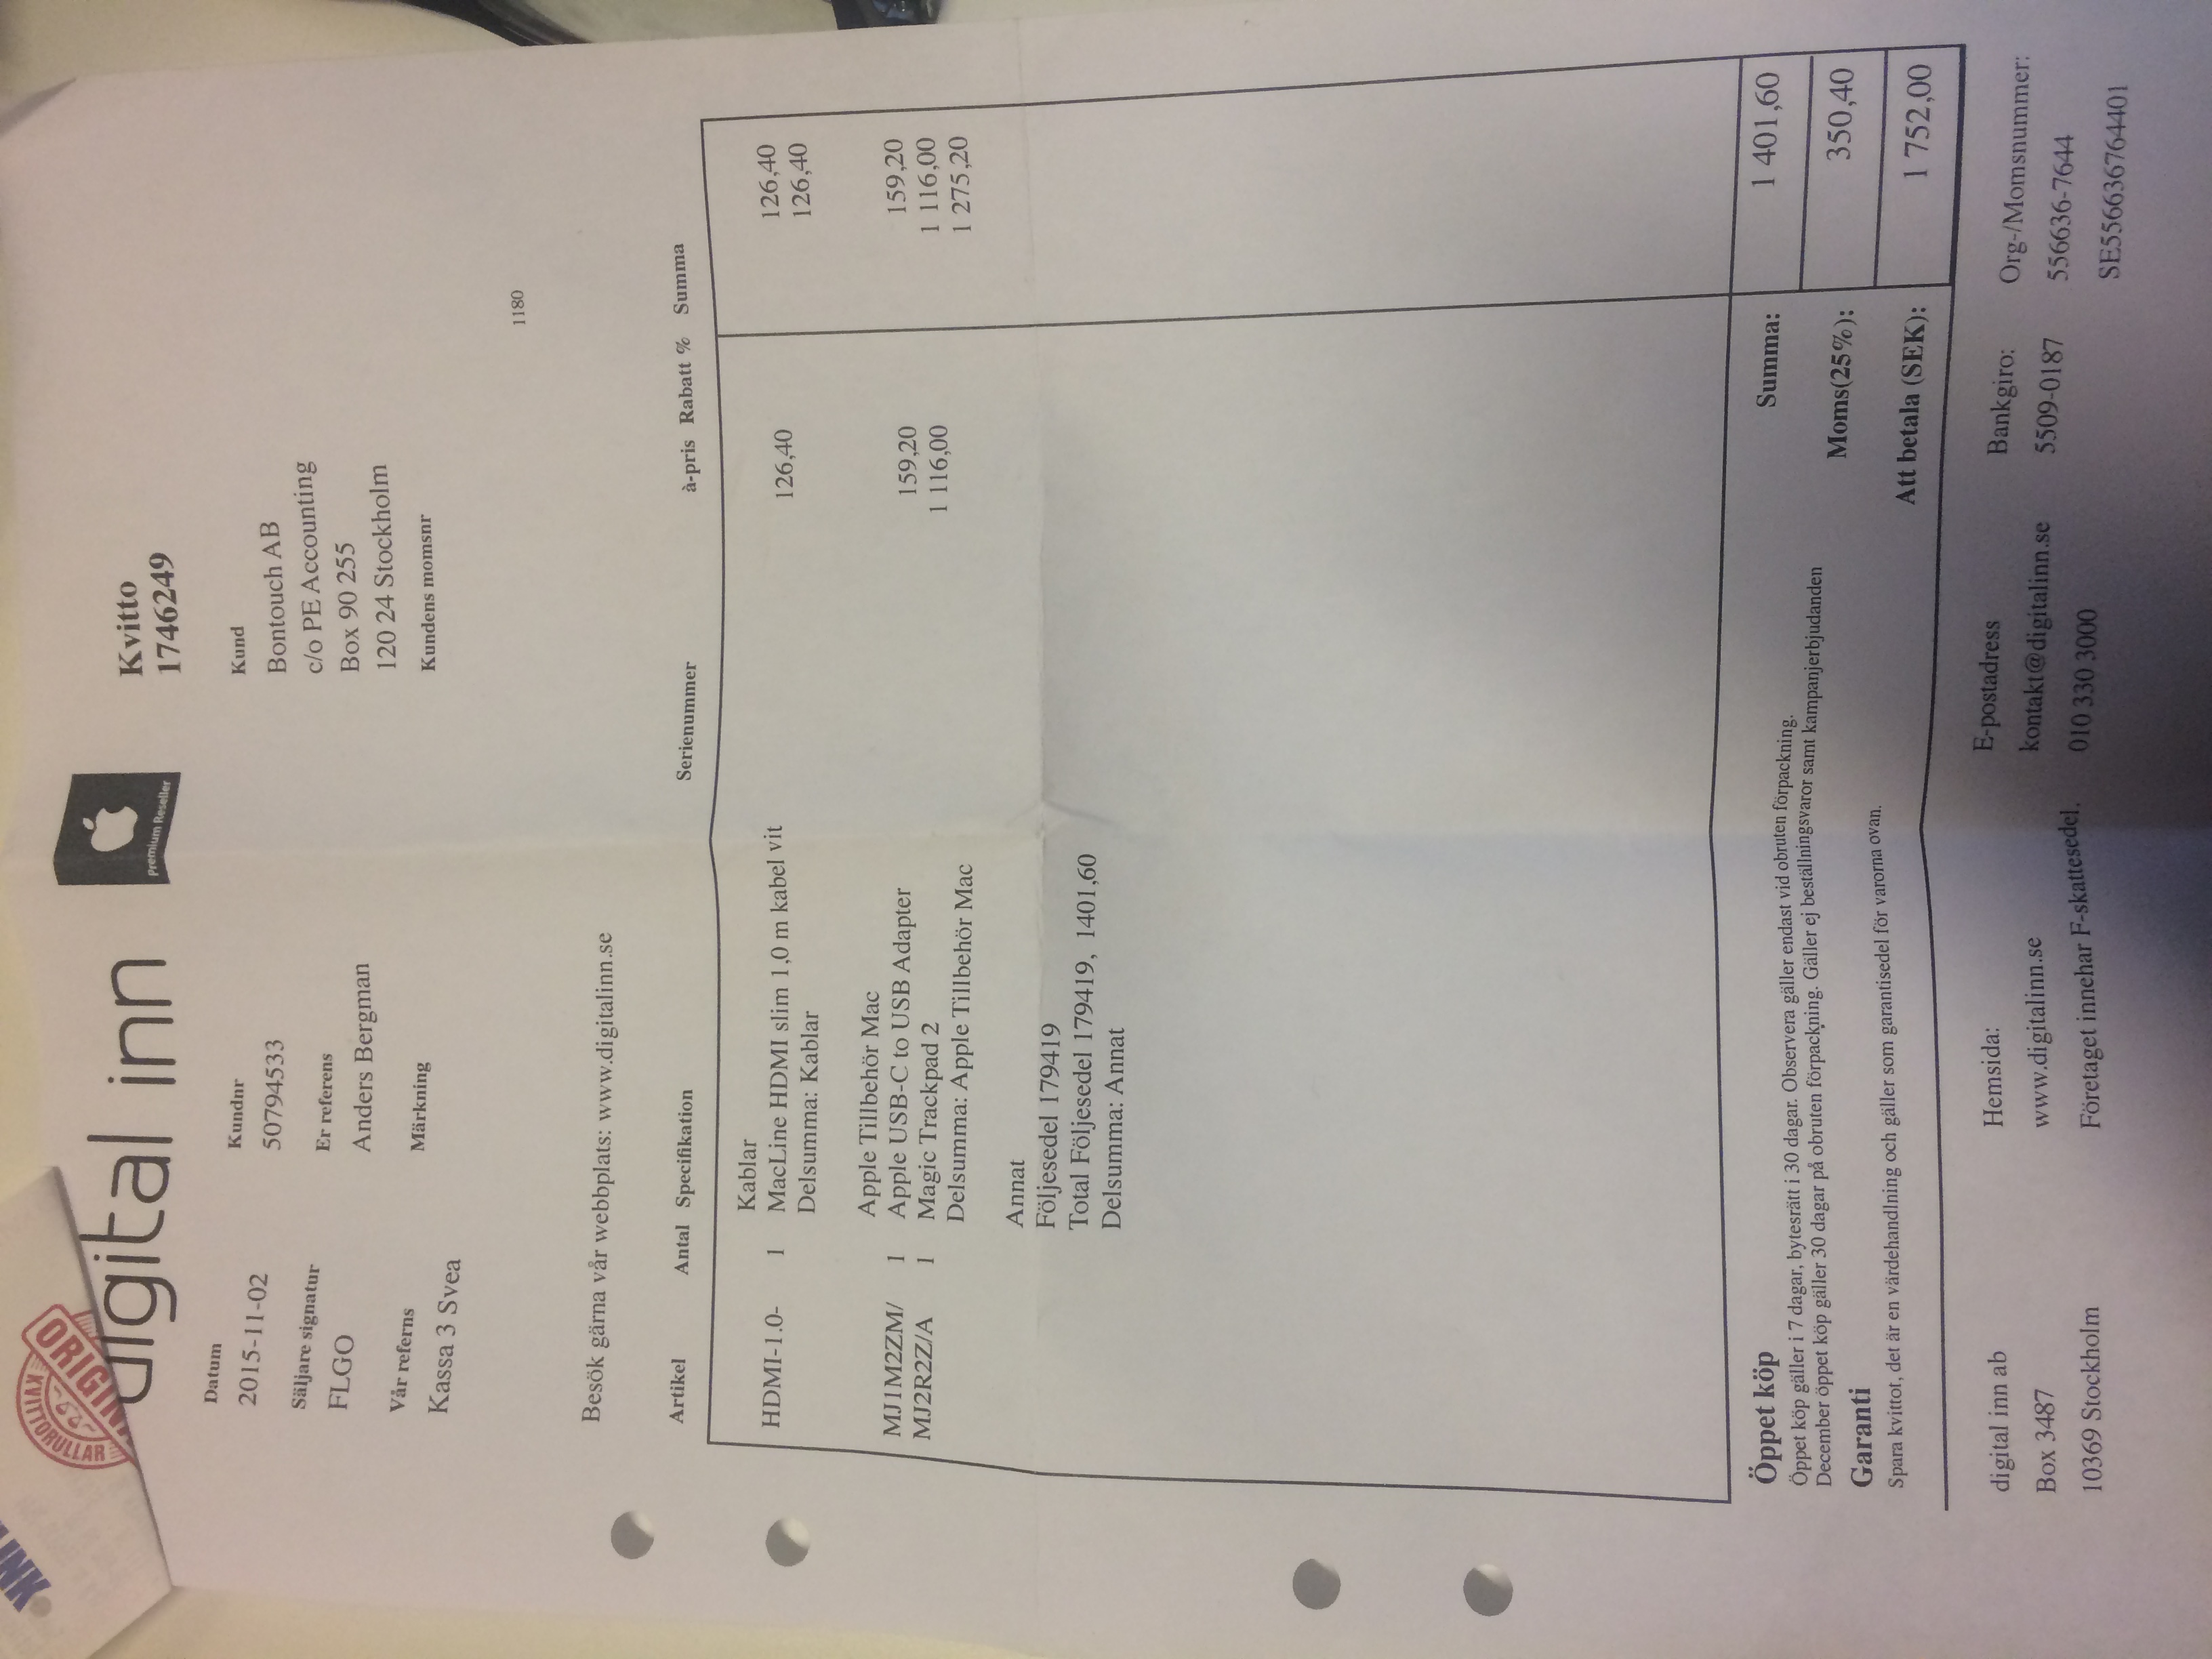 LINK
ORIGIN
KVITTORULLAR
digital inn
Premium Reseller
Kvitto
1746249
Datum
2015-11-02
Kundnr
50794533
Kund
Bontouch AB
c/o PE Accounting
Box 90 255
120 24 Stockholm
Säljare signatur
FLGO
Er referens
Anders Bergman
Vår referns
Kassa 3 Svea
Märkning
Kundens momsnr
1180
Besök gärna vår webbplats: www.digitalinn.se
Artikel Antal Specifikation Serienummer à-pris Rabatt % Summa
Kablar
HDMI-1.0- 1 MacLine HDMI slim 1,0 m kabel vit 126,40 126,40
Delsumma: Kablar 126,40
Apple Tillbehör Mac
MJ1M2ZM/ 1 Apple USB-C to USB Adapter 159,20 159,20
MJ2R2Z/A 1 Magic Trackpad 2 1 116,00 1 116,00
Delsumma: Apple Tillbehör Mac 1 275,20
Annat
Följesedel 179419
Total Följesedel 179419, 1401,60
Delsumma: Annat
Öppet köp
Öppet köp gäller i 7 dagar, bytesrätt i 30 dagar. Observera gäller endast vid obruten förpackning.
December öppet köp gäller 30 dagar på obruten förpackning. Gäller ej beställningsvaror samt kampanjerbjudanden
Garanti
Spara kvittot, det är en värdehandlning och gäller som garantisedel för varorna ovan.
Summa: 1 401,60
Moms(25%): 350,40
Att betala (SEK): 1 752,00
digital inn ab
Box 3487
10369 Stockholm
Hemsida:
www.digitalinn.se
Företaget innehar F-skattesedel.
E-postadress
kontakt@digitalinn.se
010 330 3000
Bankgiro:
5509-0187
Org-/Momsnummer:
556636-7644
SE556636764401